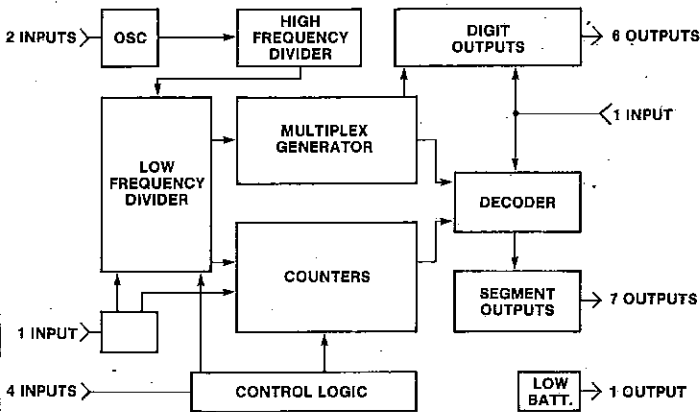 2 INPUTS
OSC
HIGH
FREQUENCY
DIVIDER
DIGIT
OUTPUTS
6 OUTPUTS
1 INPUT
LOW
FREQUENCY
DIVIDER
MULTIPLEX
GENERATOR
DECODER
COUNTERS
SEGMENT
OUTPUTS
7 OUTPUTS
1 INPUT
4 INPUTS
CONTROL LOGIC
LOW
BATT.
1 OUTPUT